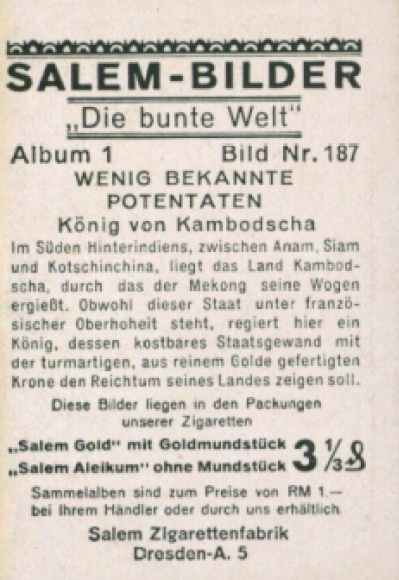 SALEM-BILDER
„Die bunte Welt"
Album 1 Bild Nr. 187
WENIG BEKANNTE
POTENTATEN
König von Kambodscha
Im Süden Hinterindiens, zwischen Anam, Siam
und Kotschinchina, liegt das Land Kambod-
scha, durch das der Mekong seine Wogen
ergießt. Obwohl dieser Staat unter franzö-
sischer Oberhoheit steht, regiert hier ein
König, dessen kostbares Staatsgewand mit
der turmartigen, aus reinem Golde gefertigten
Krone den Reichtum seines Landes zeigen soll.
Diese Bilder liegen in den Packungen
unserer Zigaretten
„Salem Gold" mit Goldmundstück
„Salem Aleikum" ohne Mundstück 3 ⅓ ₰
Sammelalben sind zum Preise von RM 1.—
bei Ihrem Händler oder durch uns erhältlich
Salem Zigarettenfabrik
Dresden-A. 5